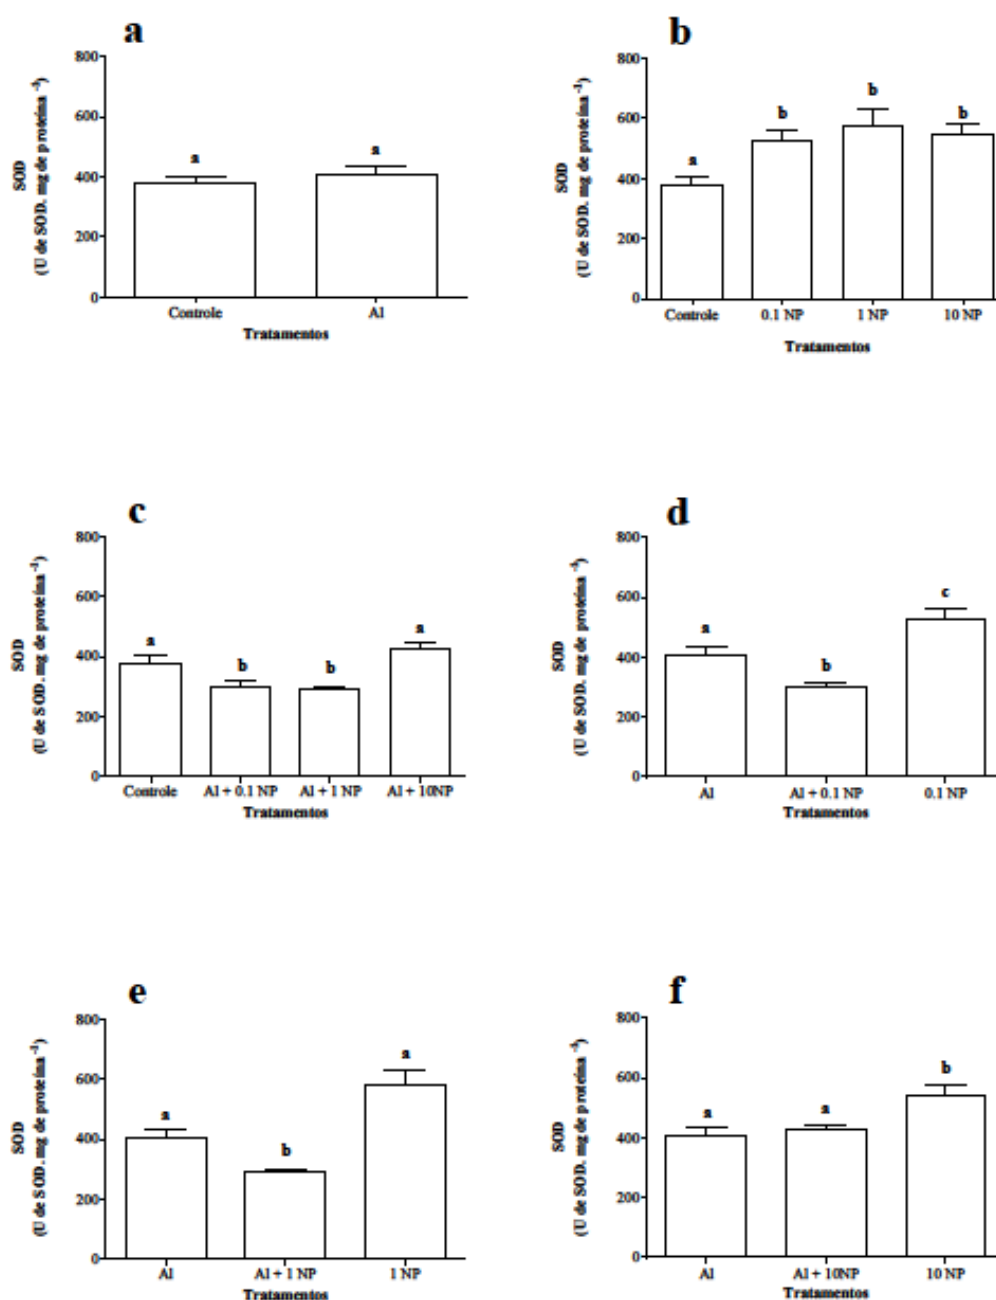 a
800
600
400
200
0
SOD
(U de SOD. mg de proteína ⁻¹)
a
a
Controle Al
Tratamentos
b
800
600
400
200
0
SOD
(U de SOD. mg de proteína ⁻¹)
a
b
b
b
Controle 0.1 NP 1 NP 10 NP
Tratamentos
c
800
600
400
200
0
SOD
(U de SOD. mg de proteína ⁻¹)
a
b
b
a
Controle Al + 0.1 NP Al + 1 NP Al + 10NP
Tratamentos
d
800
600
400
200
0
SOD
(U de SOD. mg de proteína ⁻¹)
a
b
c
Al Al + 0.1 NP 0.1 NP
Tratamentos
e
800
600
400
200
0
SOD
(U de SOD. mg de proteína ⁻¹)
a
b
a
Al Al + 1 NP 1 NP
Tratamentos
f
800
600
400
200
0
SOD
(U de SOD. mg de proteína ⁻¹)
a
a
b
Al Al + 10NP 10 NP
Tratamentos